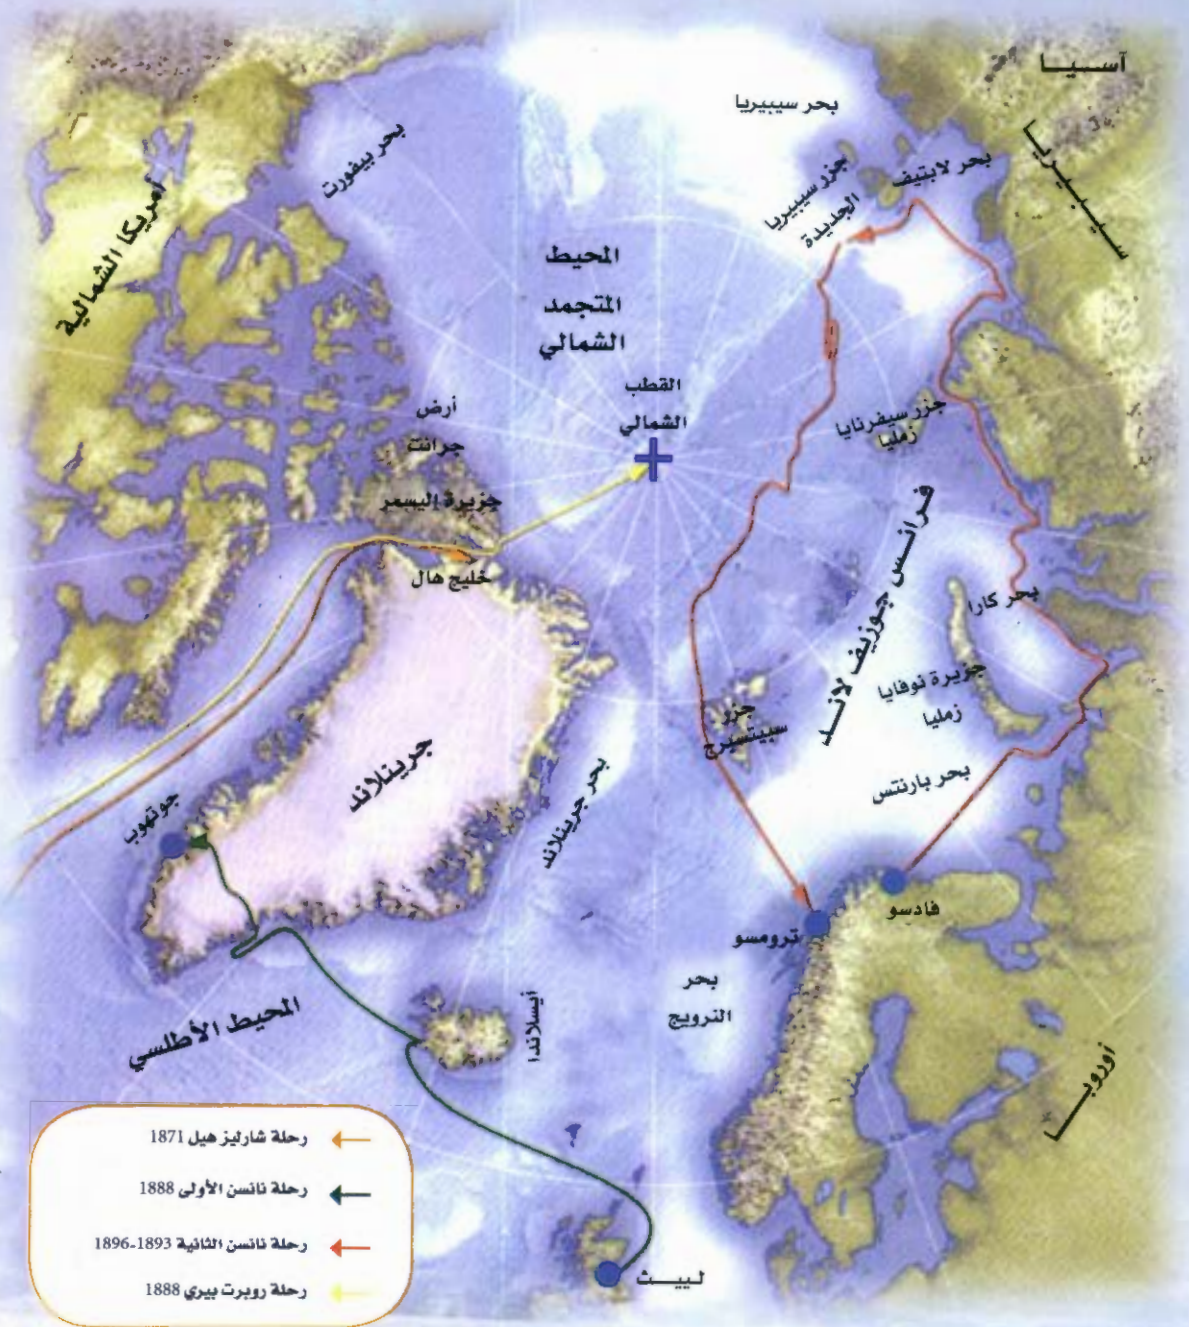 آسيا
سيبيريا
بحر سيبيريا
بحر لابتيف
جزر سيبيريا
الجديدة
بحر بيفورت
أمريكا الشمالية
المحيط
المتجمد
الشمالي
القطب
الشمالي
أرض
جرانت
جزيرة اليسمر
خليج هال
جزر سيفرنايا
زمليا
فرانس جوزيف لاند
بحر كارا
جزيرة نوفايا
زمليا
جزر
سبيتسبرج
بحر بارنتس
جرينلاند
بحر جرينلاند
جوتهوب
فادسو
ترومسو
بحر
النرويج
أيسلاندا
المحيط الأطلسي
أوروبا
لييث
رحلة شارليز هيل 1871
رحلة نانسن الأولى 1888
رحلة نانسن الثانية 1893-1896
رحلة روبرت بيري 1888